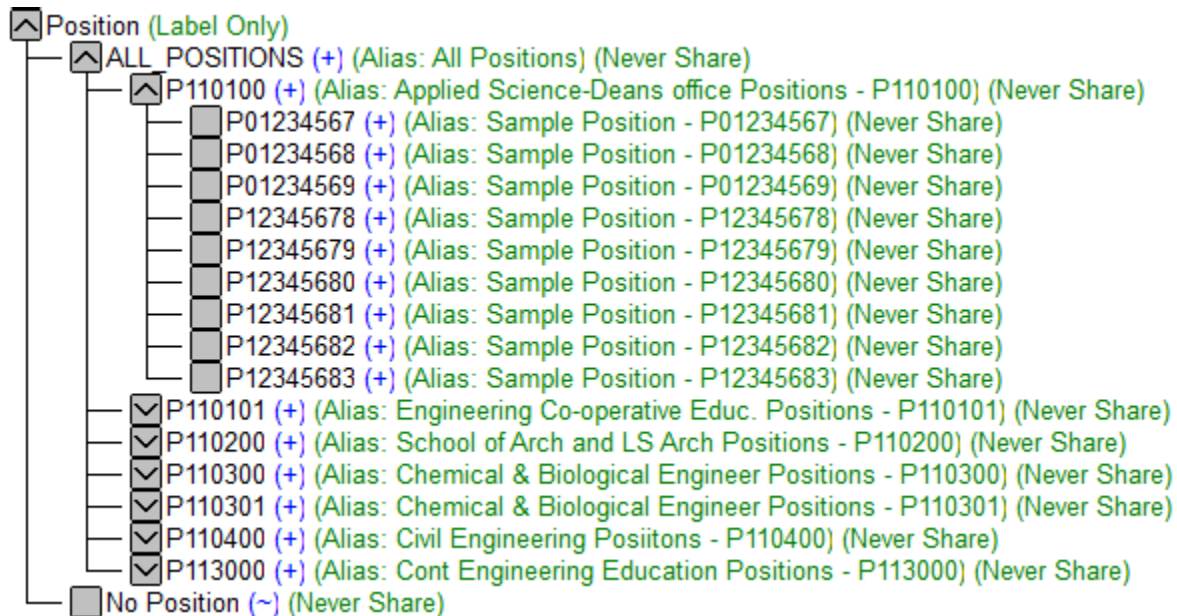 Position (Label Only)
ALL_POSITIONS (+) (Alias: All Positions) (Never Share)
P110100 (+) (Alias: Applied Science-Deans office Positions - P110100) (Never Share)
P01234567 (+) (Alias: Sample Position - P01234567) (Never Share)
P01234568 (+) (Alias: Sample Position - P01234568) (Never Share)
P01234569 (+) (Alias: Sample Position - P01234569) (Never Share)
P12345678 (+) (Alias: Sample Position - P12345678) (Never Share)
P12345679 (+) (Alias: Sample Position - P12345679) (Never Share)
P12345680 (+) (Alias: Sample Position - P12345680) (Never Share)
P12345681 (+) (Alias: Sample Position - P12345681) (Never Share)
P12345682 (+) (Alias: Sample Position - P12345682) (Never Share)
P12345683 (+) (Alias: Sample Position - P12345683) (Never Share)
P110101 (+) (Alias: Engineering Co-operative Educ. Positions - P110101) (Never Share)
P110200 (+) (Alias: School of Arch and LS Arch Positions - P110200) (Never Share)
P110300 (+) (Alias: Chemical & Biological Engineer Positions - P110300) (Never Share)
P110301 (+) (Alias: Chemical & Biological Engineer Positions - P110301) (Never Share)
P110400 (+) (Alias: Civil Engineering Posiitons - P110400) (Never Share)
P113000 (+) (Alias: Cont Engineering Education Positions - P113000) (Never Share)
No Position (~) (Never Share)